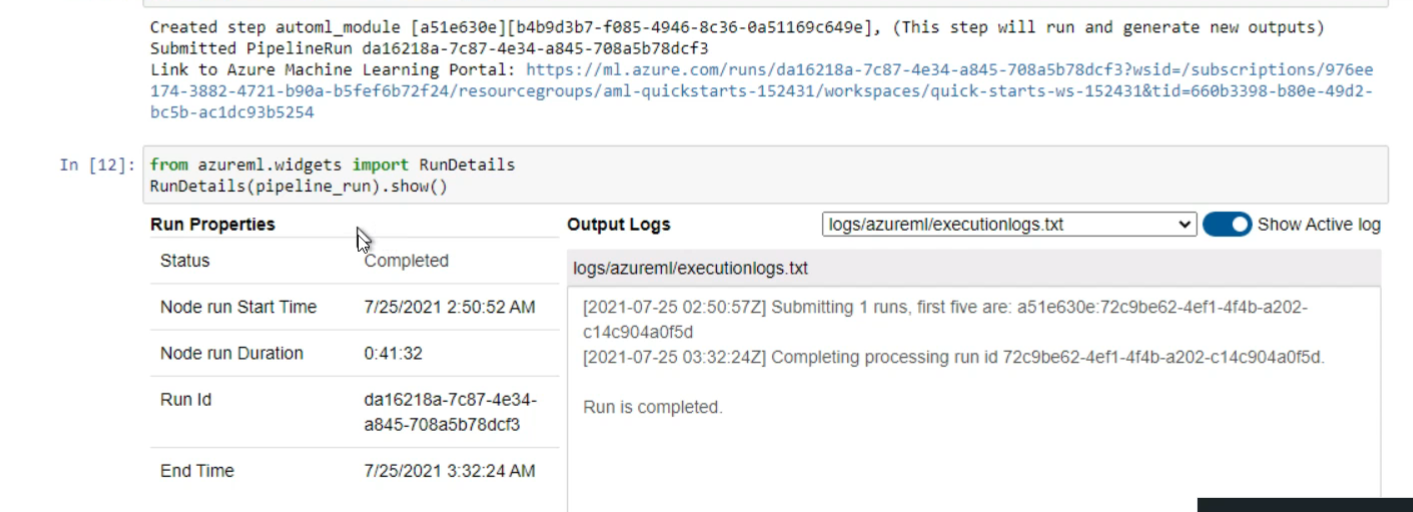 Created step automl_module [a51e630e][b4b9d3b7-f085-4946-8c36-0a51169c649e], (This step will run and generate new outputs)
Submitted PipelineRun da16218a-7c87-4e34-a845-708a5b78dcf3
Link to Azure Machine Learning Portal: https://ml.azure.com/runs/da16218a-7c87-4e34-a845-708a5b78dcf3?wsid=/subscriptions/976ee
174-3882-4721-b90a-b5fef6b72f24/resourcegroups/aml-quickstarts-152431/workspaces/quick-starts-ws-152431&tid=660b3398-b80e-49d2-
bc5b-ac1dc93b5254
In [12]: from azureml.widgets import RunDetails
RunDetails(pipeline_run).show()
Run Properties
Status Completed
Node run Start Time 7/25/2021 2:50:52 AM
Node run Duration 0:41:32
Run Id da16218a-7c87-4e34-
a845-708a5b78dcf3
End Time 7/25/2021 3:32:24 AM
Output Logs logs/azureml/executionlogs.txt Show Active log
logs/azureml/executionlogs.txt
[2021-07-25 02:50:57Z] Submitting 1 runs, first five are: a51e630e:72c9be62-4ef1-4f4b-a202-
c14c904a0f5d
[2021-07-25 03:32:24Z] Completing processing run id 72c9be62-4ef1-4f4b-a202-c14c904a0f5d.
Run is completed.